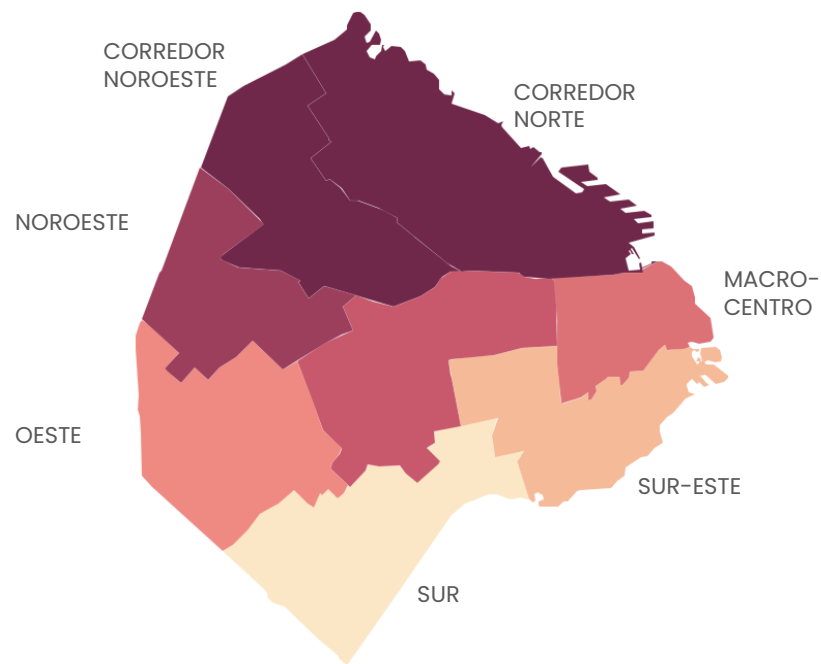 CORREDOR
NOROESTE
CORREDOR
NORTE
NOROESTE
MACRO-
CENTRO
OESTE
SUR-ESTE
SUR